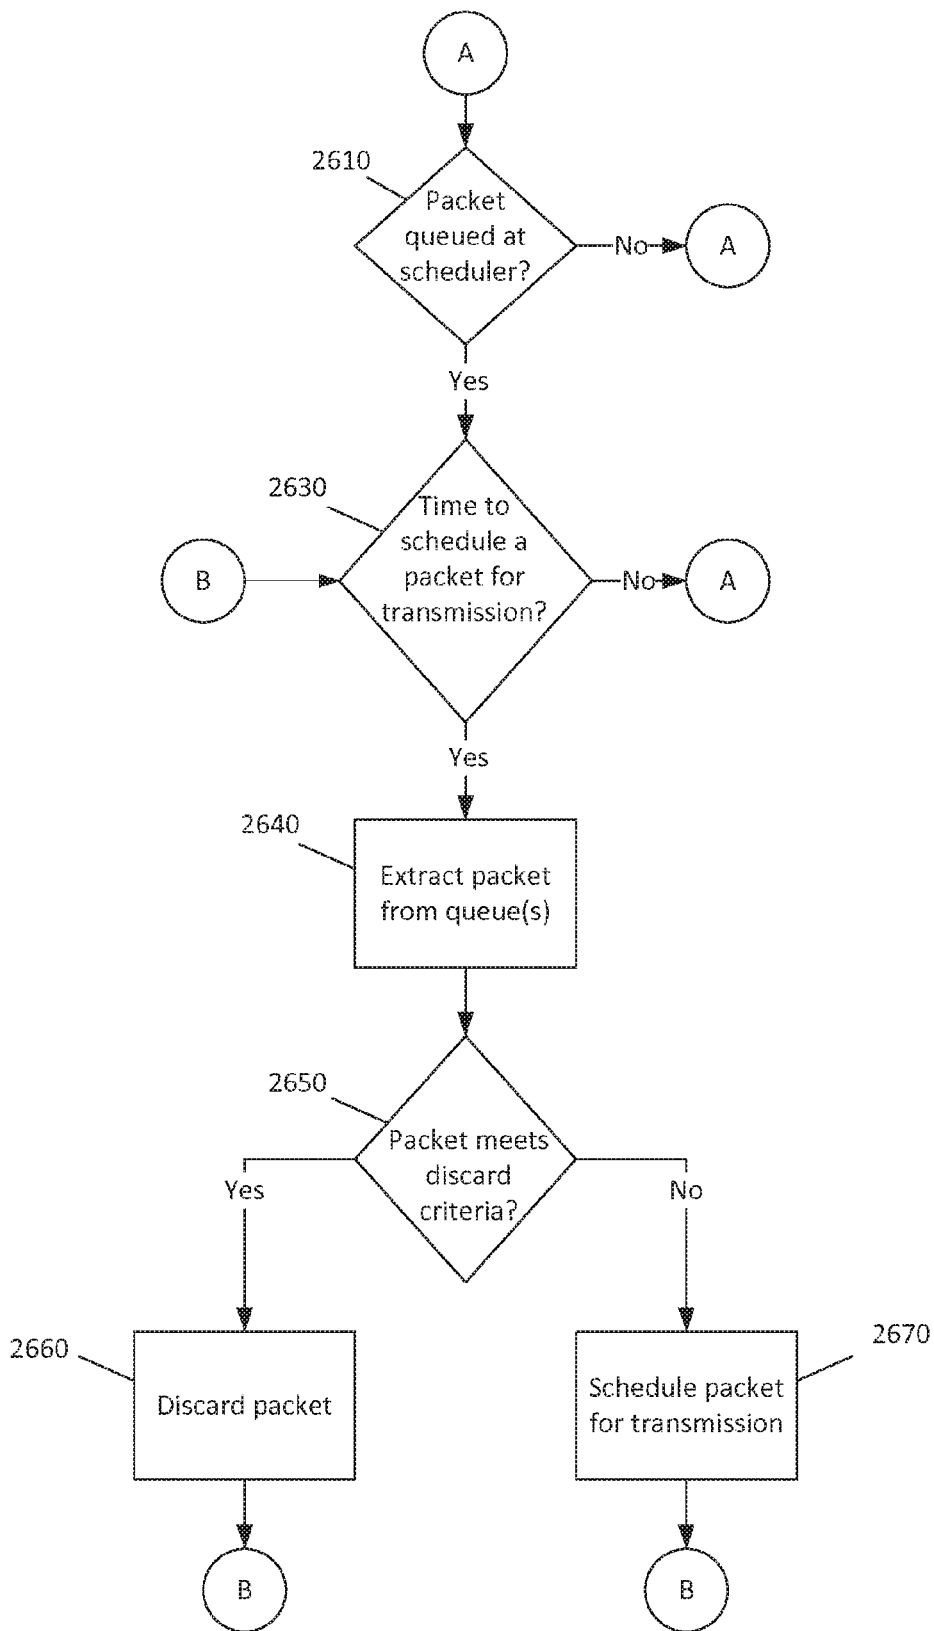 A
2610
Packet
queued at
scheduler?
No
A
Yes
2630
Time to
schedule a
packet for
transmission?
B
No
A
Yes
2640
Extract packet
from queue(s)
2650
Packet meets
discard
criteria?
Yes
No
2660
Discard packet
2670
Schedule packet
for transmission
B
B